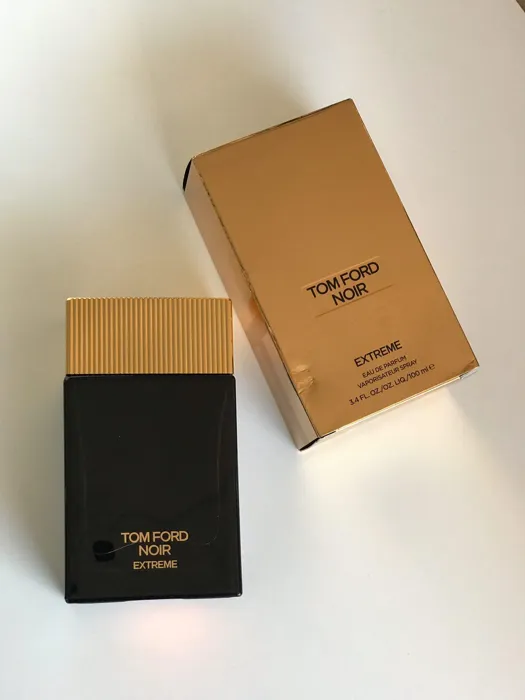 TOM FORD
NOIR
EXTREME
EAU DE PARFUM
VAPORISATEUR SPRAY
3.4 FL. OZ./OZ. LIQ./100 ml ℮
TOM FORD
NOIR
EXTREME